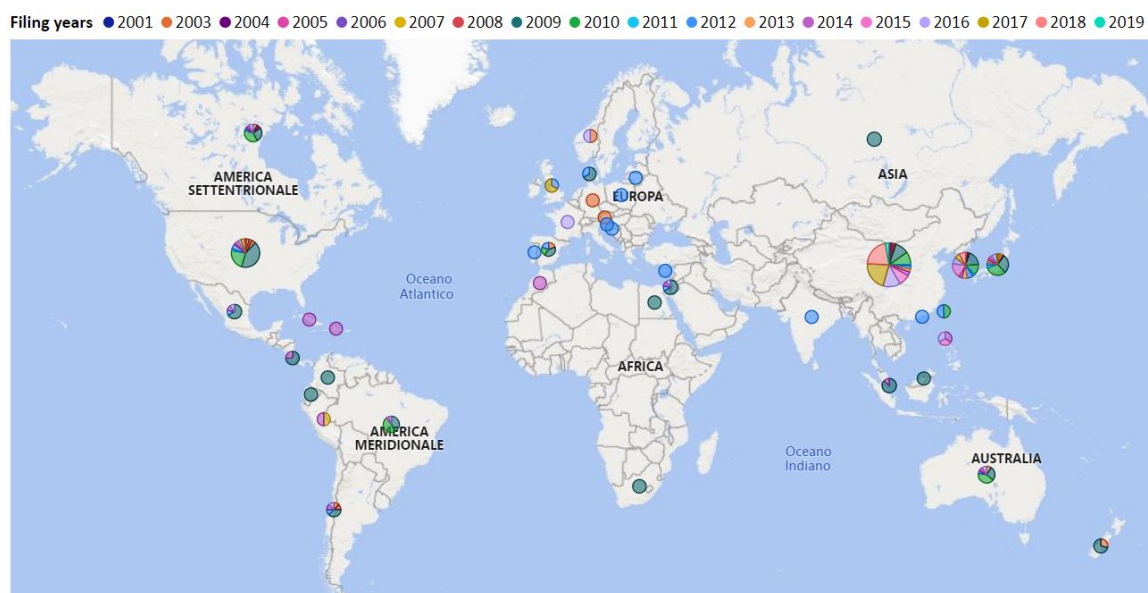 Filing years 2001 2003 2004 2005 2006 2007 2008 2009 2010 2011 2012 2013 2014 2015 2016 2017 2018 2019
AMERICA
SETTENTRIONALE
EUROPA
ASIA
Oceano
Atlantico
AFRICA
AMERICA
MERIDIONALE
Oceano
Indiano
AUSTRALIA